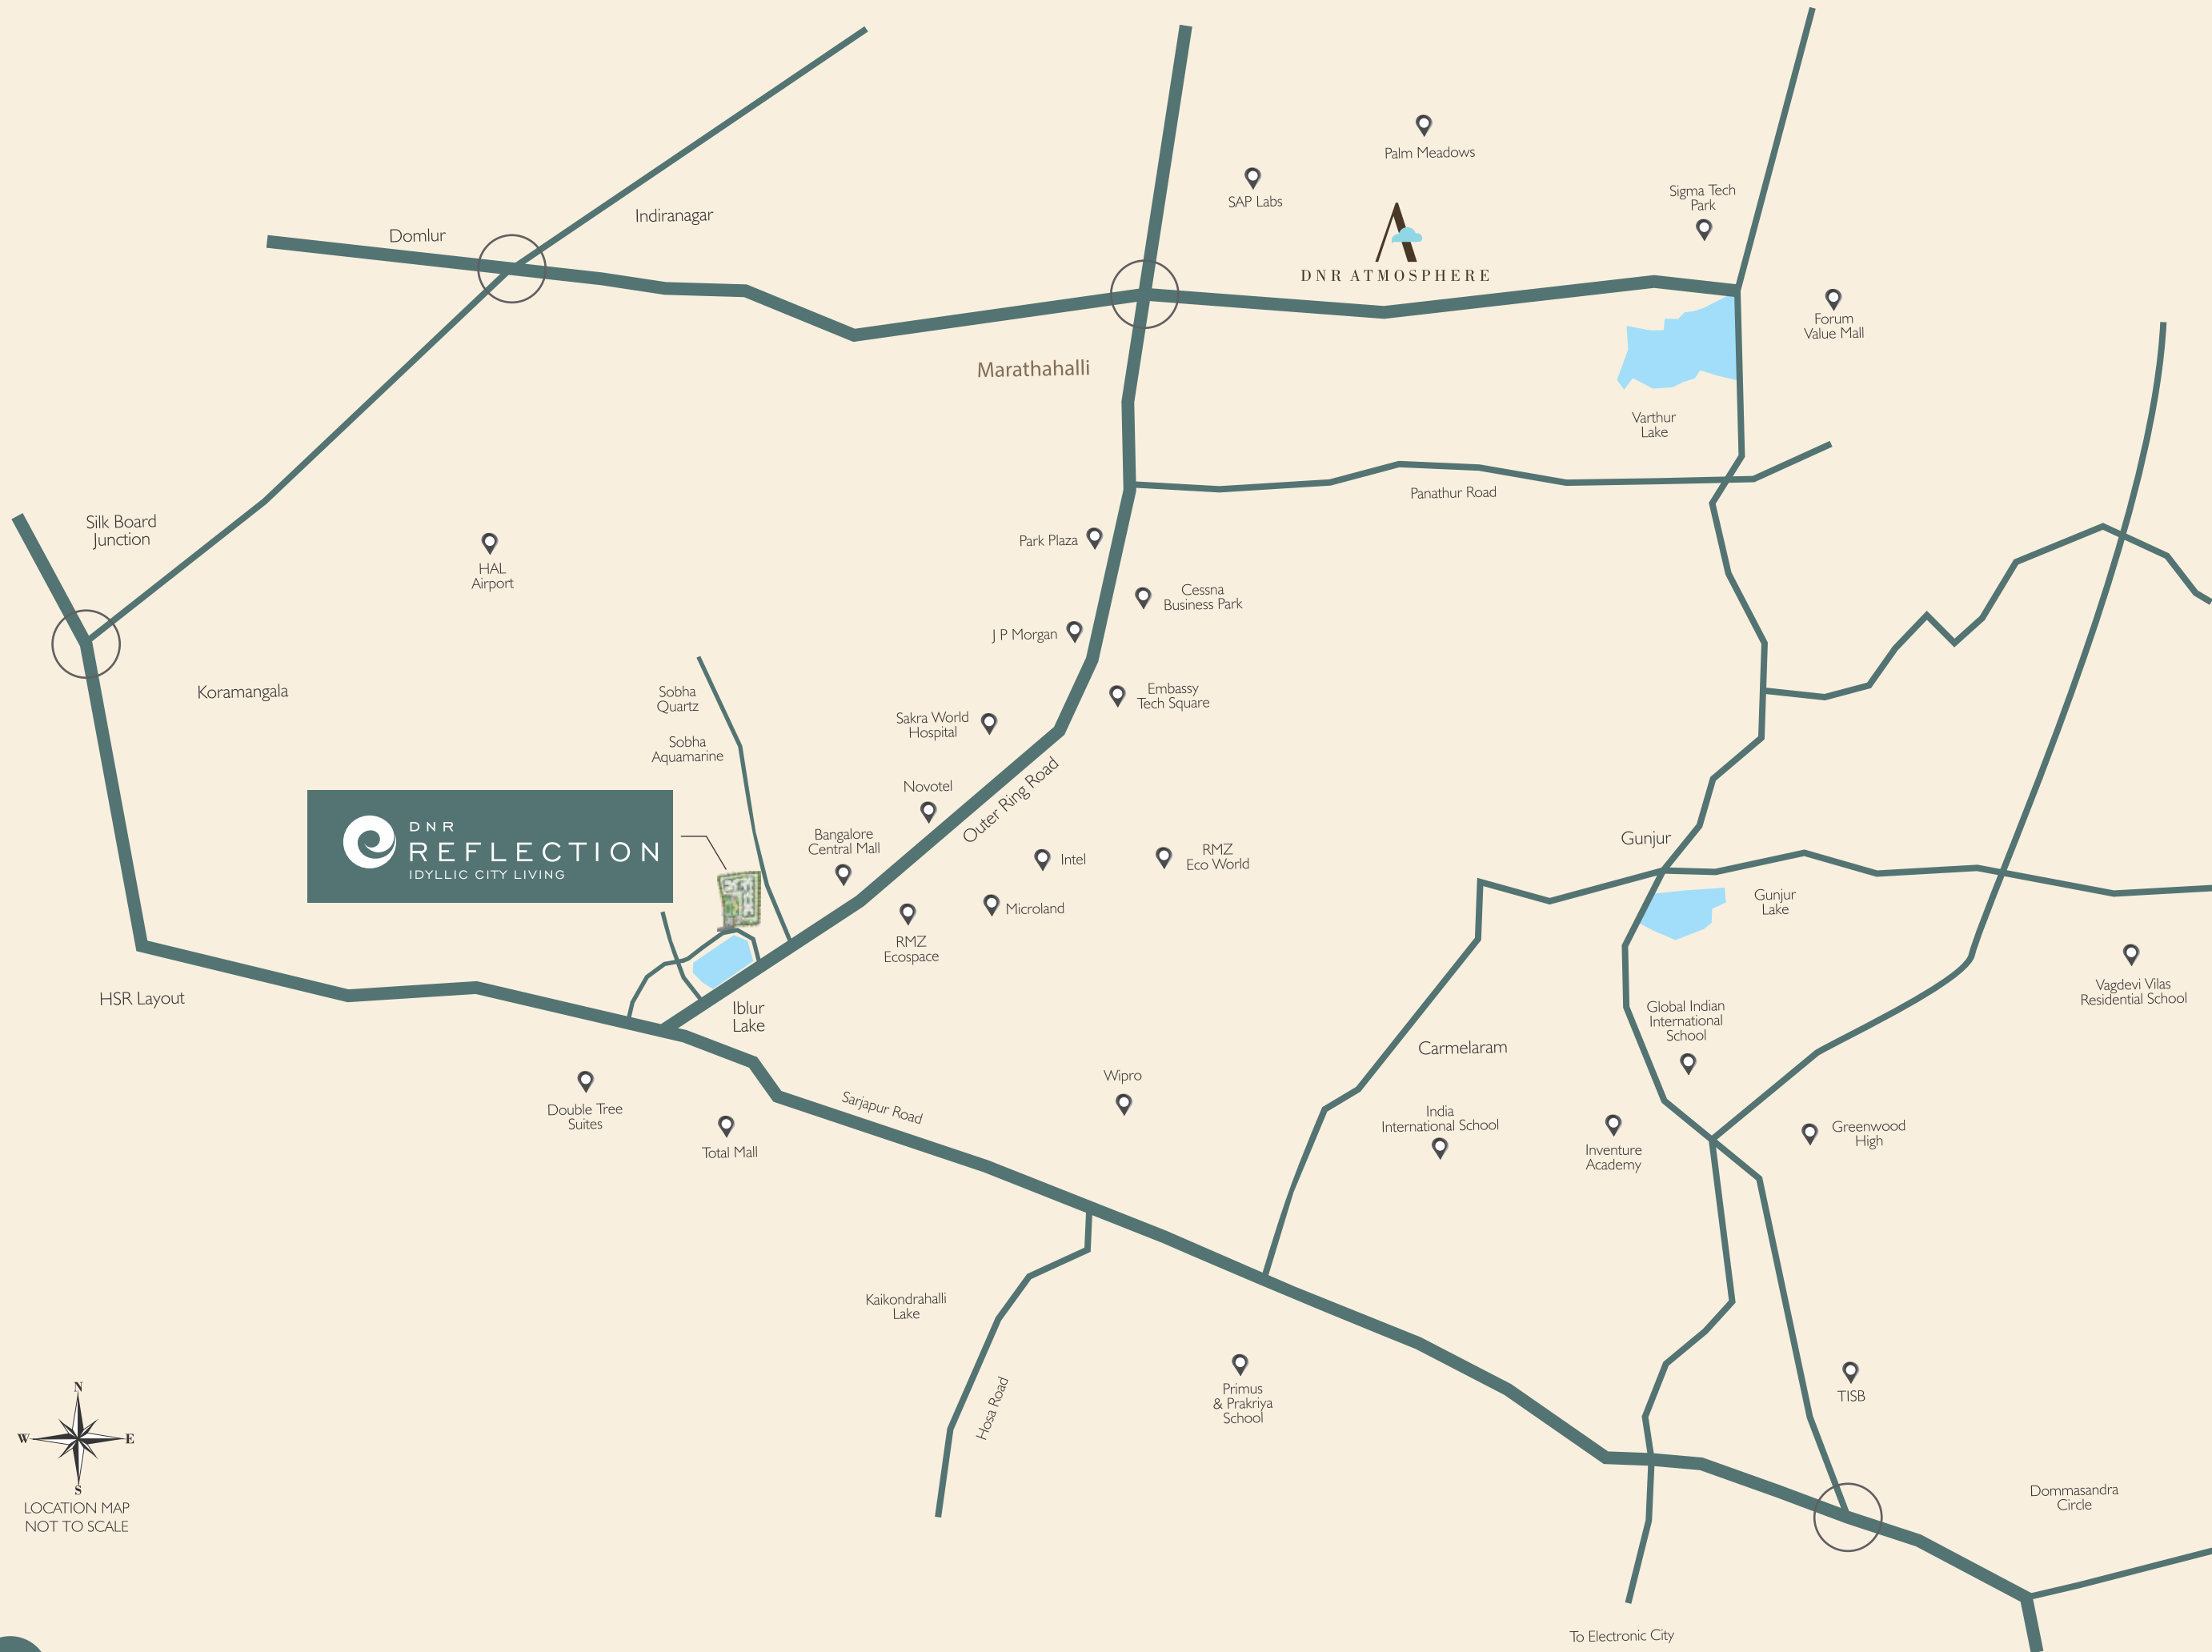 Palm Meadows
SAP Labs
Sigma Tech
Park
Indiranagar
Domlur
DNR ATMOSPHERE
Forum
Value Mall
Marathahalli
Varthur
Lake
Panathur Road
Silk Board
Junction
HAL
Airport
Park Plaza
Cessna
Business Park
J P Morgan
Koramangala
Sobha
Quartz
Embassy
Tech Square
Sakra World
Hospital
Sobha
Aquamarine
Novotel
Outer Ring Road
DNR
REFLECTION
IDYLLIC CITY LIVING
Bangalore
Central Mall
Intel
RMZ
Eco World
Gunjur
Microland
Gunjur
Lake
RMZ
Ecospace
HSR Layout
Iblur
Lake
Vagdevi Vilas
Residential School
Global Indian
International
School
Carmelaram
Wipro
Double Tree
Suites
Sarjapur Road
Total Mall
India
International School
Inventure
Academy
Greenwood
High
Kaikondrahalli
Lake
Hosa Road
Primus
& Prakriya
School
TISB
N
W
E
S
LOCATION MAP
NOT TO SCALE
Dommasandra
Circle
To Electronic City